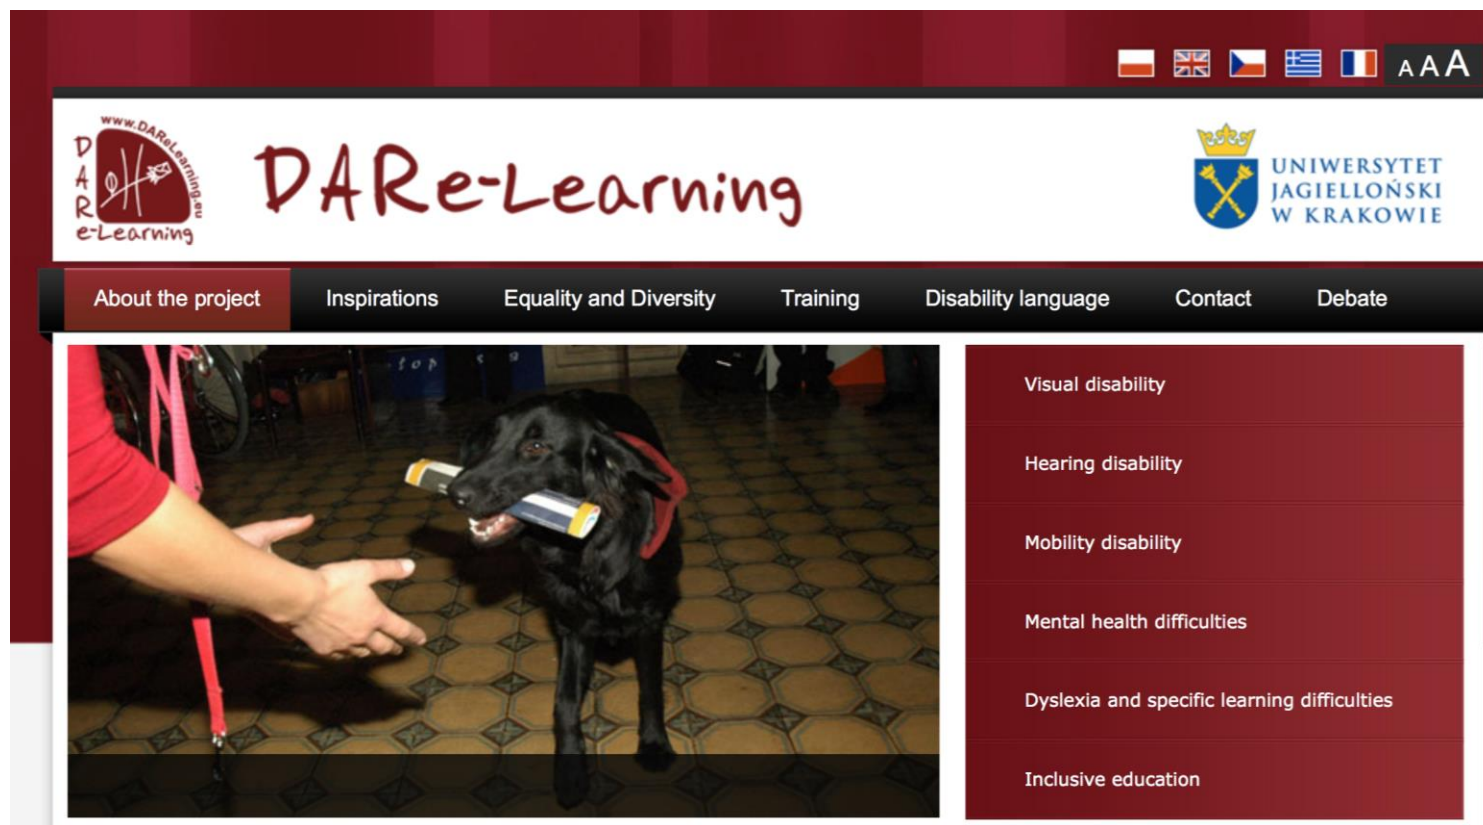 A A A
www.DAReLearning.eu
D
A
R
e-Learning
DARe-Learning
UNIWERSYTET
JAGIELLOŃSKI
W KRAKOWIE
About the project Inspirations Equality and Diversity Training Disability language Contact Debate
Visual disability
Hearing disability
Mobility disability
Mental health difficulties
Dyslexia and specific learning difficulties
Inclusive education